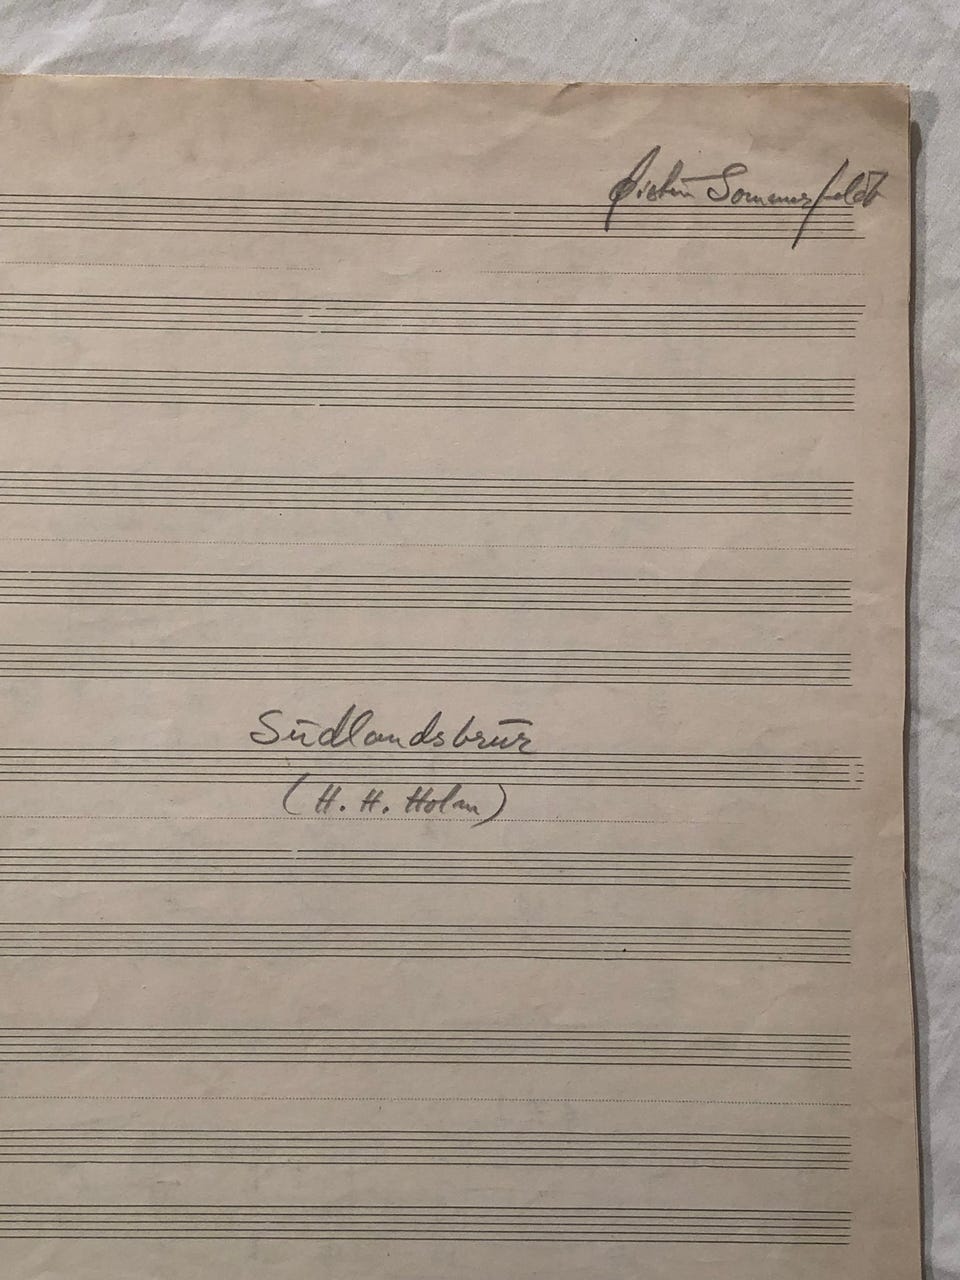 Øistein Sommerfeldt
Sudlandsbrur
(H. H. Holm)